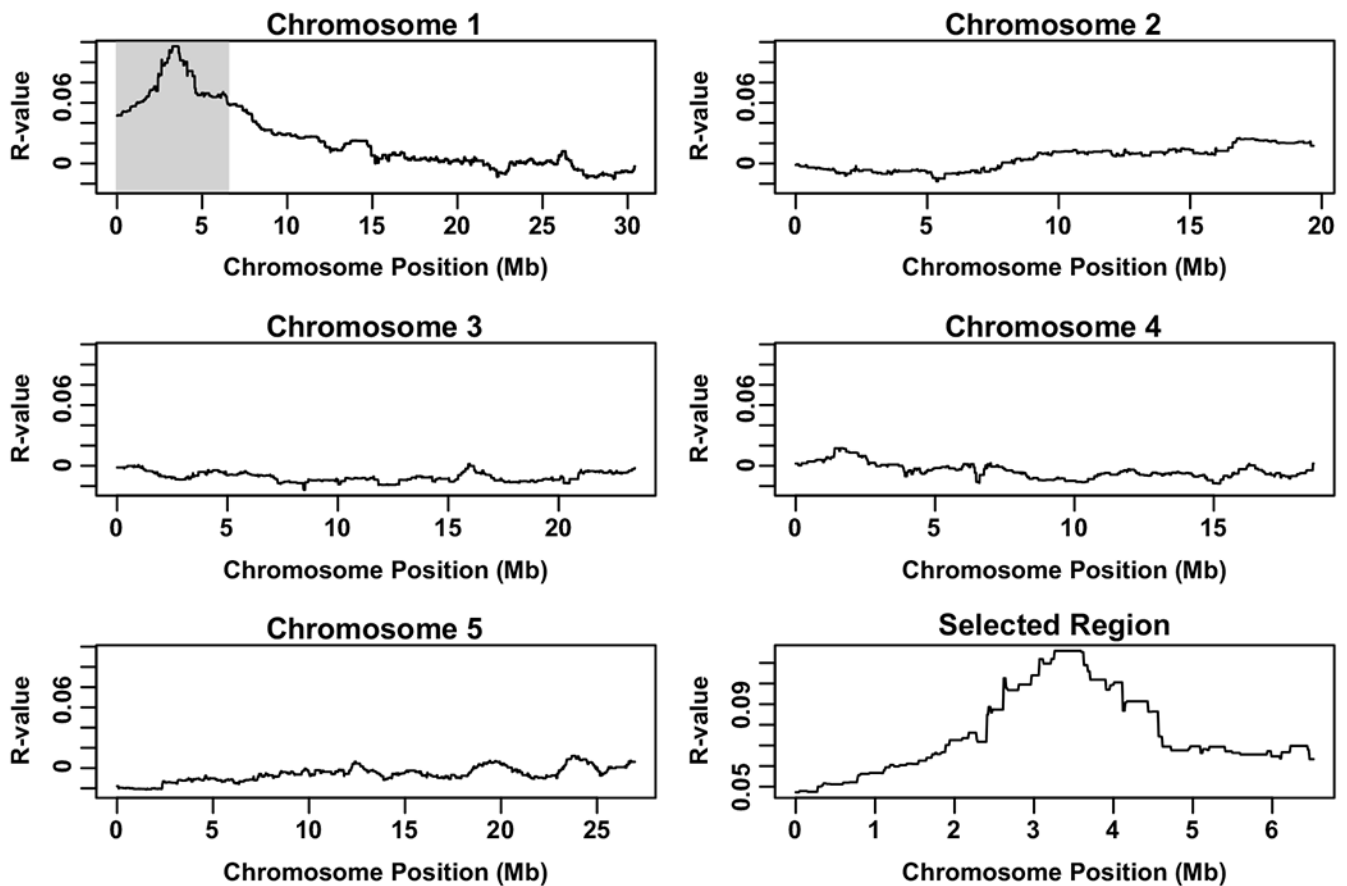 Chromosome 1
R-value
0.06
0
0 5 10 15 20 25 30
Chromosome Position (Mb)
Chromosome 2
R-value
0.06
0
0 5 10 15 20
Chromosome Position (Mb)
Chromosome 3
R-value
0.06
0
0 5 10 15 20
Chromosome Position (Mb)
Chromosome 4
R-value
0.06
0
0 5 10 15
Chromosome Position (Mb)
Chromosome 5
R-value
0.06
0
0 5 10 15 20 25
Chromosome Position (Mb)
Selected Region
R-value
0.09
0.05
0 1 2 3 4 5 6
Chromosome Position (Mb)